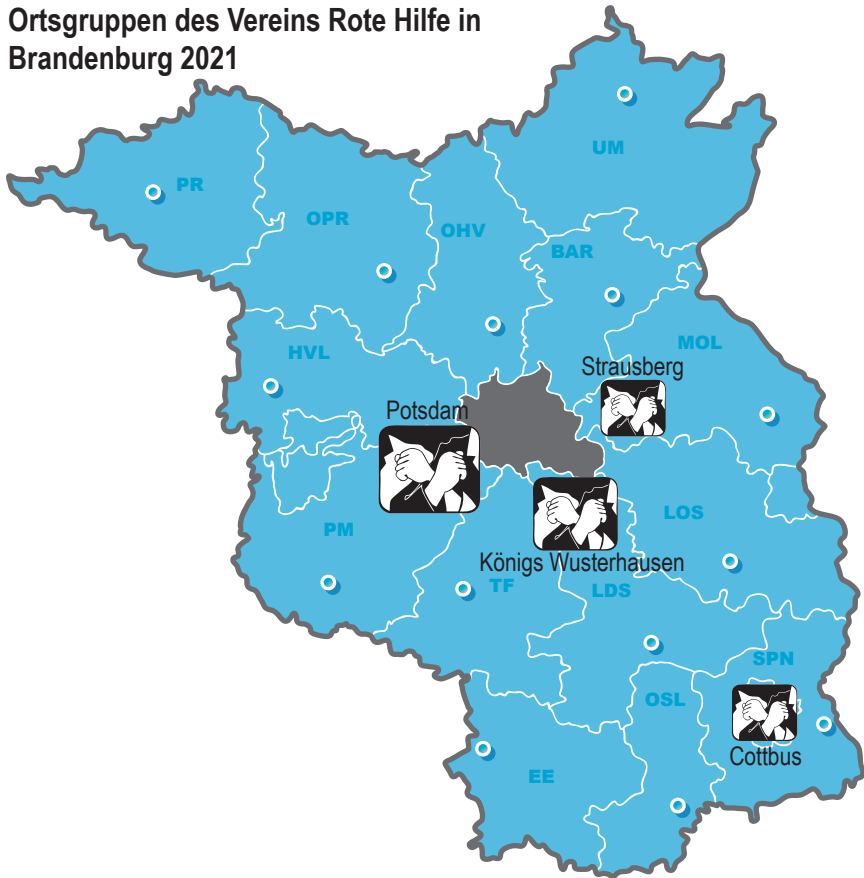 Ortsgruppen des Vereins Rote Hilfe in
Brandenburg 2021
UM
PR
OPR
OHV
BAR
MOL
HVL
Strausberg
Potsdam
LOS
PM
Königs Wusterhausen
TF
LDS
SPN
OSL
Cottbus
EE